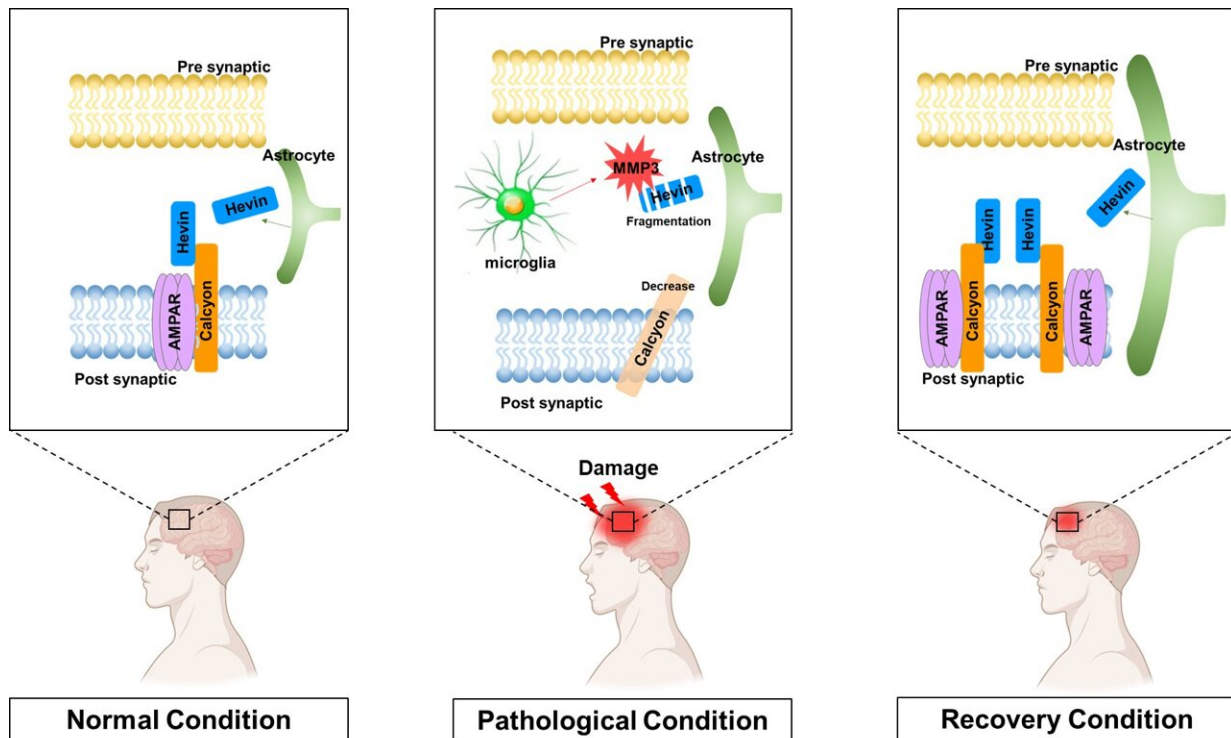 Pre synaptic
Astrocyte
Hevin
Hevin
AMPAR
Calcyon
Post synaptic
Normal Condition
Pre synaptic
Astrocyte
MMP3
Hevin
Fragmentation
microglia
Decrease
Calcyon
Post synaptic
Damage
Pathological Condition
Pre synaptic
Astrocyte
Hevin
Hevin
Hevin
AMPAR
Calcyon
Calcyon
AMPAR
Post synaptic
Recovery Condition